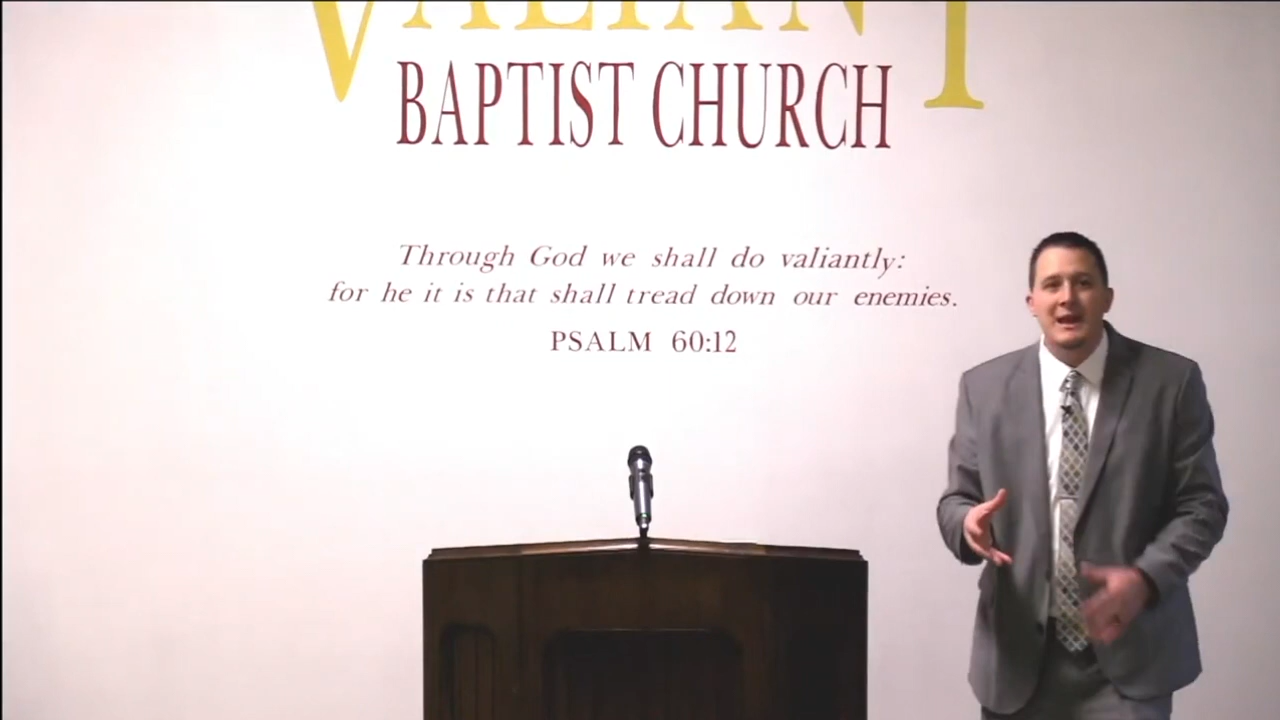 VALIANT
BAPTIST CHURCH
Through God we shall do valiantly:
for he it is that shall tread down our enemies.
PSALM 60:12